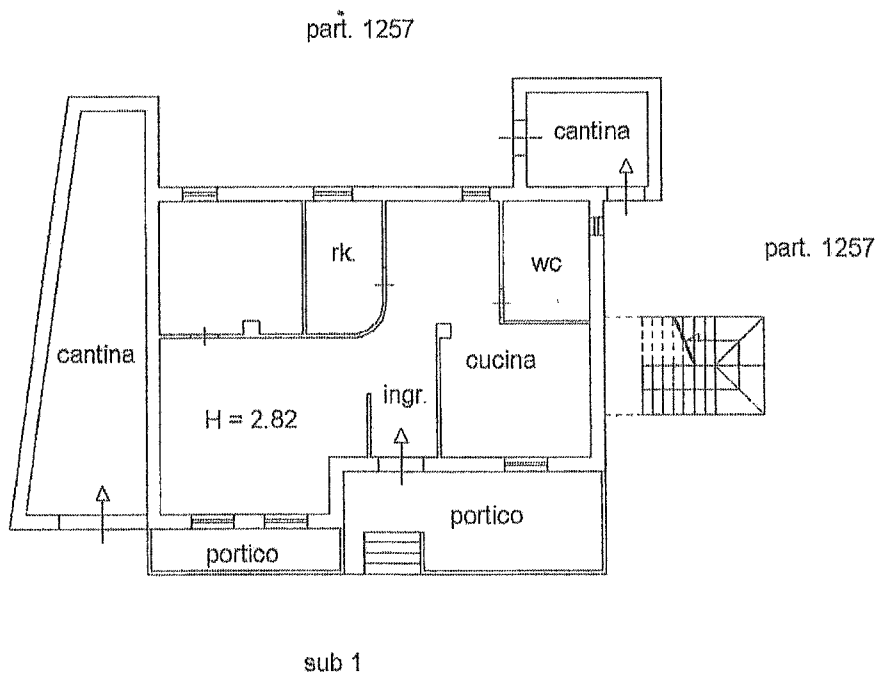 part. 1257
cantina
part. 1257
rk.
wc
cantina
cucina
ingr.
H = 2.82
portico
portico
sub 1